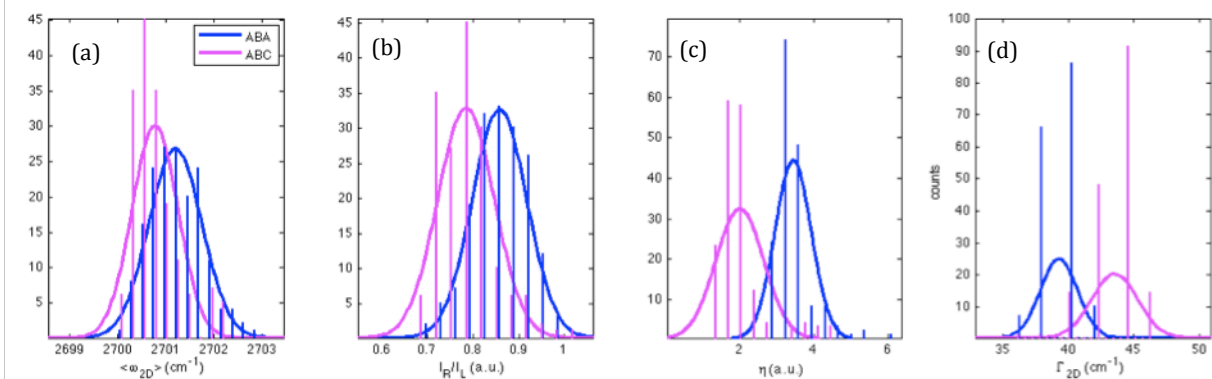 (a)
ABA
ABC
45
40
35
30
25
20
15
10
5
2699 2700 2701 2702 2703
<ω2D> (cm-1)
(b)
45
40
35
30
25
20
15
10
5
0.6 0.7 0.8 0.9 1
IR/IL (a.u.)
(c)
70
60
50
40
30
20
10
2 4 6
η (a.u.)
(d)
counts
100
90
80
70
60
50
40
30
20
10
35 40 45 50
Γ2D (cm-1)